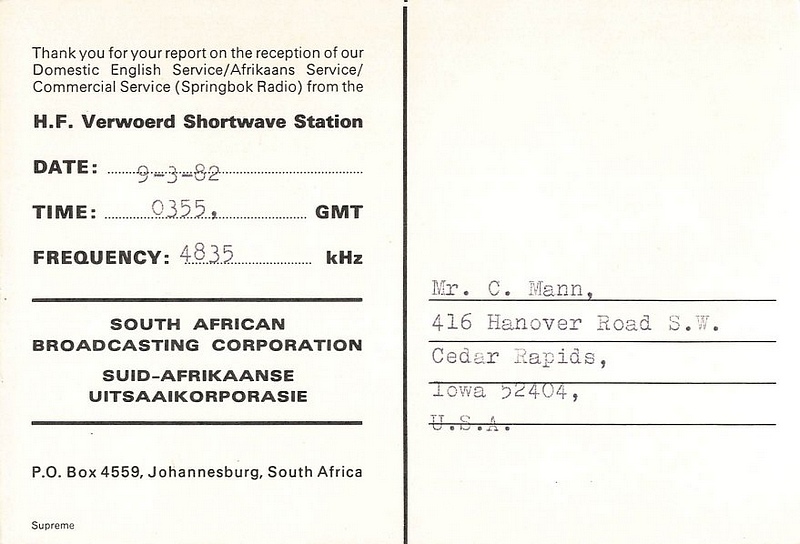 Thank you for your report on the reception of our
Domestic English Service/Afrikaans Service/
Commercial Service (Springbok Radio) from the
H.F. Verwoerd Shortwave Station
DATE: 9-3-82
TIME: 0355, GMT
FREQUENCY: 4835 kHz
SOUTH AFRICAN
BROADCASTING CORPORATION
SUID-AFRIKAANSE
UITSAAIKORPORASIE
P.O. Box 4559, Johannesburg, South Africa
Supreme
Mr. C. Mann,
416 Hanover Road S.W.
Cedar Rapids,
Iowa 52404,
U.S.A.